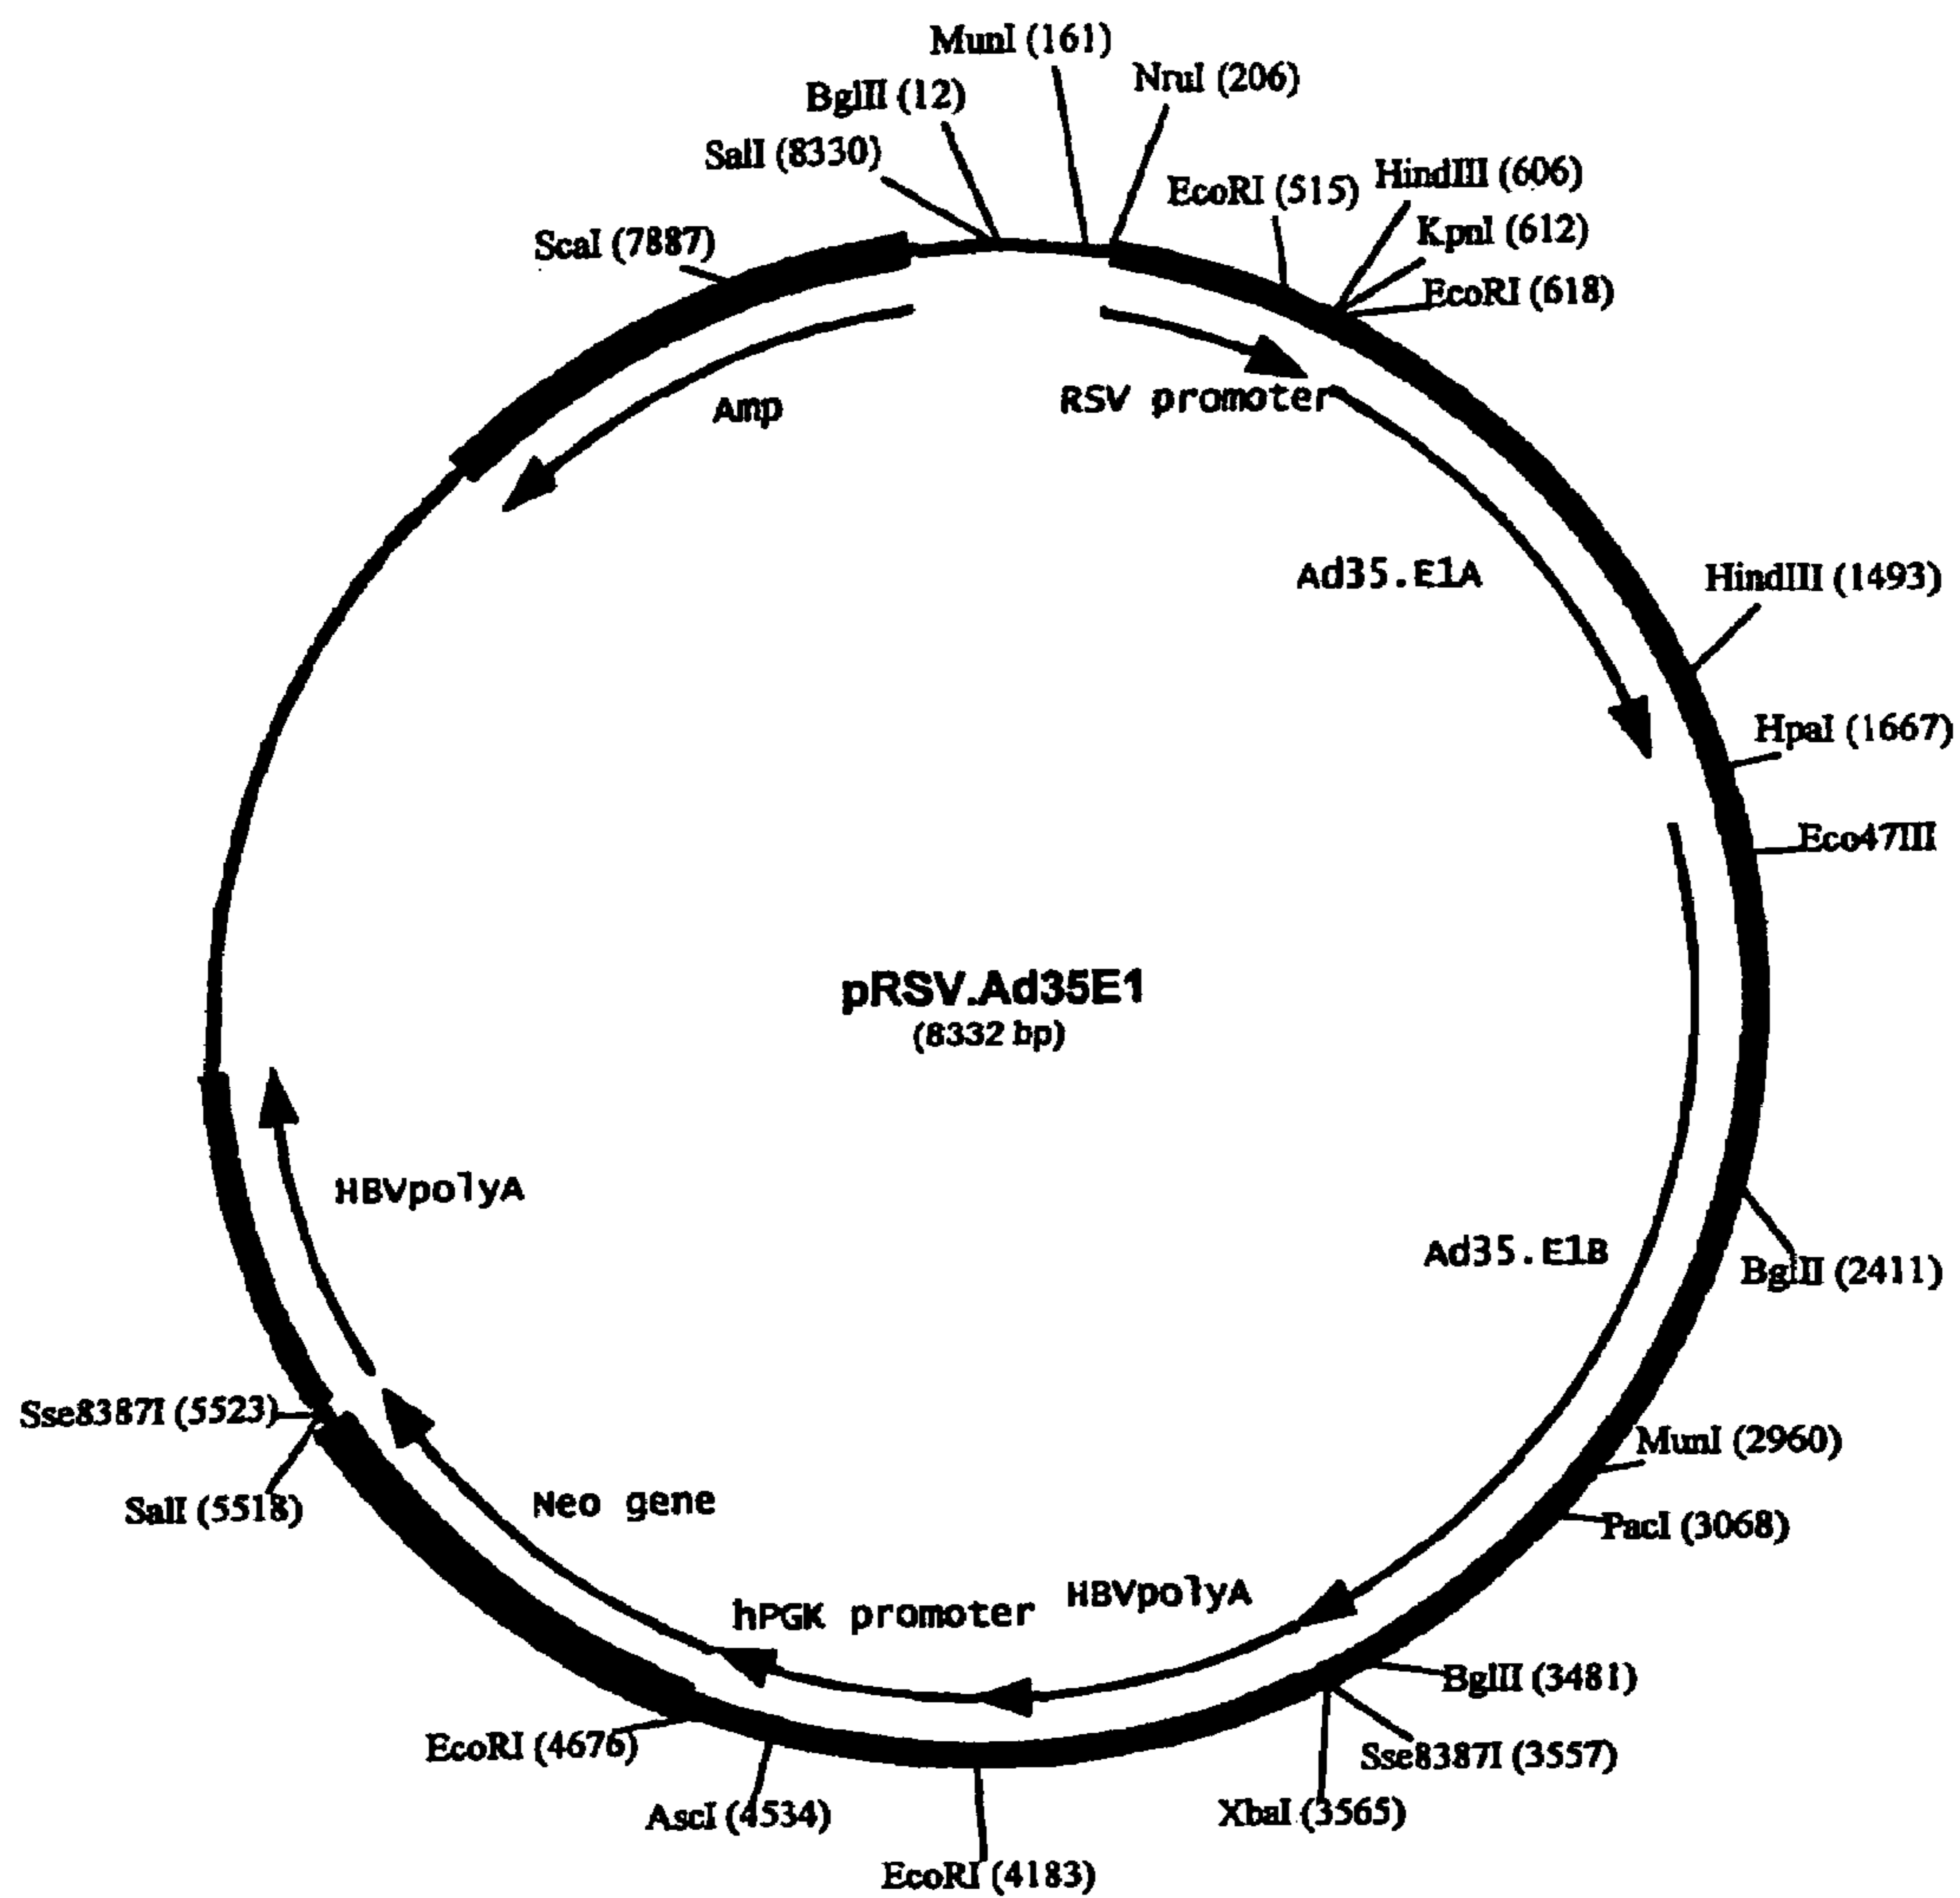 MunI (161)
NruI (206)
BglII (12)
SalI (8330)
EcoRI (515)
HindIII (606)
KpnI (612)
EcoRI (618)
ScaI (7887)
Amp
RSV promoter
Ad35.E1A
HindIII (1493)
HpaI (1667)
Eco47III
pRSV.Ad35E1
(8332 bp)
HBVpolyA
Ad35.E1B
BglII (2411)
Sse8387I (5523)
MunI (2960)
SalI (5518)
Neo gene
PacI (3068)
hPGK promoter
HBVpolyA
BglII (3481)
EcoRI (4676)
Sse8387I (3557)
AscI (4534)
XbaI (3565)
EcoRI (4183)